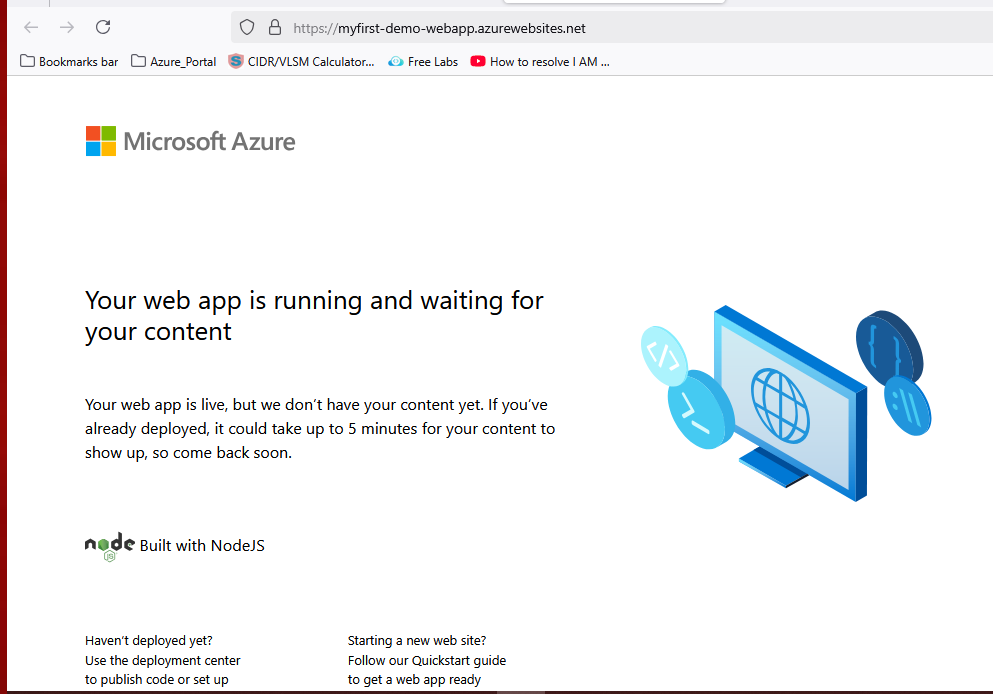 https://myfirst-demo-webapp.azurewebsites.net
Bookmarks bar Azure_Portal CIDR/VLSM Calculator... Free Labs How to resolve I AM ...
Microsoft Azure
Your web app is running and waiting for
your content
Your web app is live, but we don’t have your content yet. If you’ve
already deployed, it could take up to 5 minutes for your content to
show up, so come back soon.
node JS Built with NodeJS
Haven’t deployed yet?
Use the deployment center
to publish code or set up
Starting a new web site?
Follow our Quickstart guide
to get a web app ready